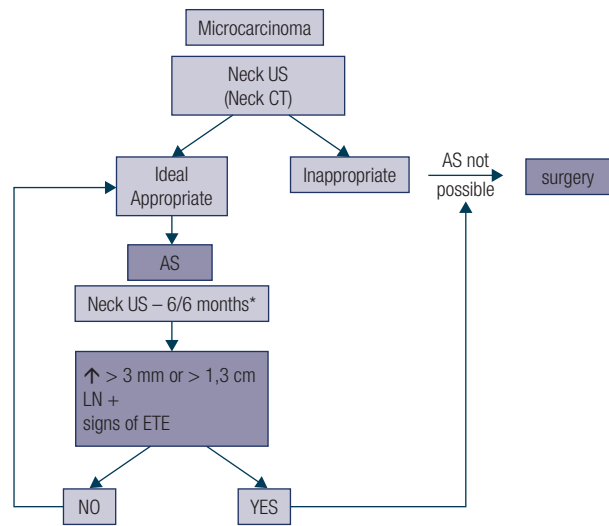 Microcarcinoma
Neck US
(Neck CT)
Ideal
Appropriate
Inappropriate
AS not
possible
surgery
AS
Neck US – 6/6 months*
↑ > 3 mm or > 1,3 cm
LN +
signs of ETE
NO
YES